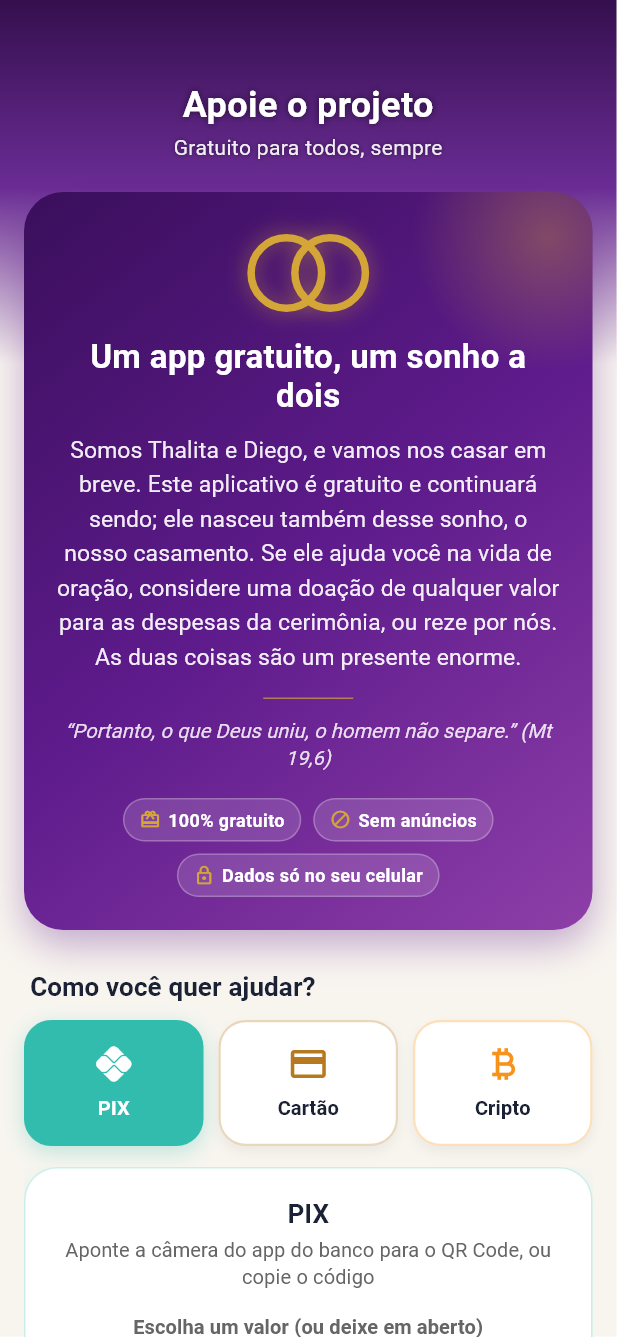 Apoie o projeto
Gratuito para todos, sempre
Um app gratuito, um sonho a
dois
Somos Thalita e Diego, e vamos nos casar em
breve. Este aplicativo é gratuito e continuará
sendo; ele nasceu também desse sonho, o
nosso casamento. Se ele ajuda você na vida de
oração, considere uma doação de qualquer valor
para as despesas da cerimônia, ou reze por nós.
As duas coisas são um presente enorme.
“Portanto, o que Deus uniu, o homem não separe.” (Mt
19,6)
100% gratuito
Sem anúncios
Dados só no seu celular
Como você quer ajudar?
PIX
Cartão
Cripto
PIX
Aponte a câmera do app do banco para o QR Code, ou
copie o código
Escolha um valor (ou deixe em aberto)